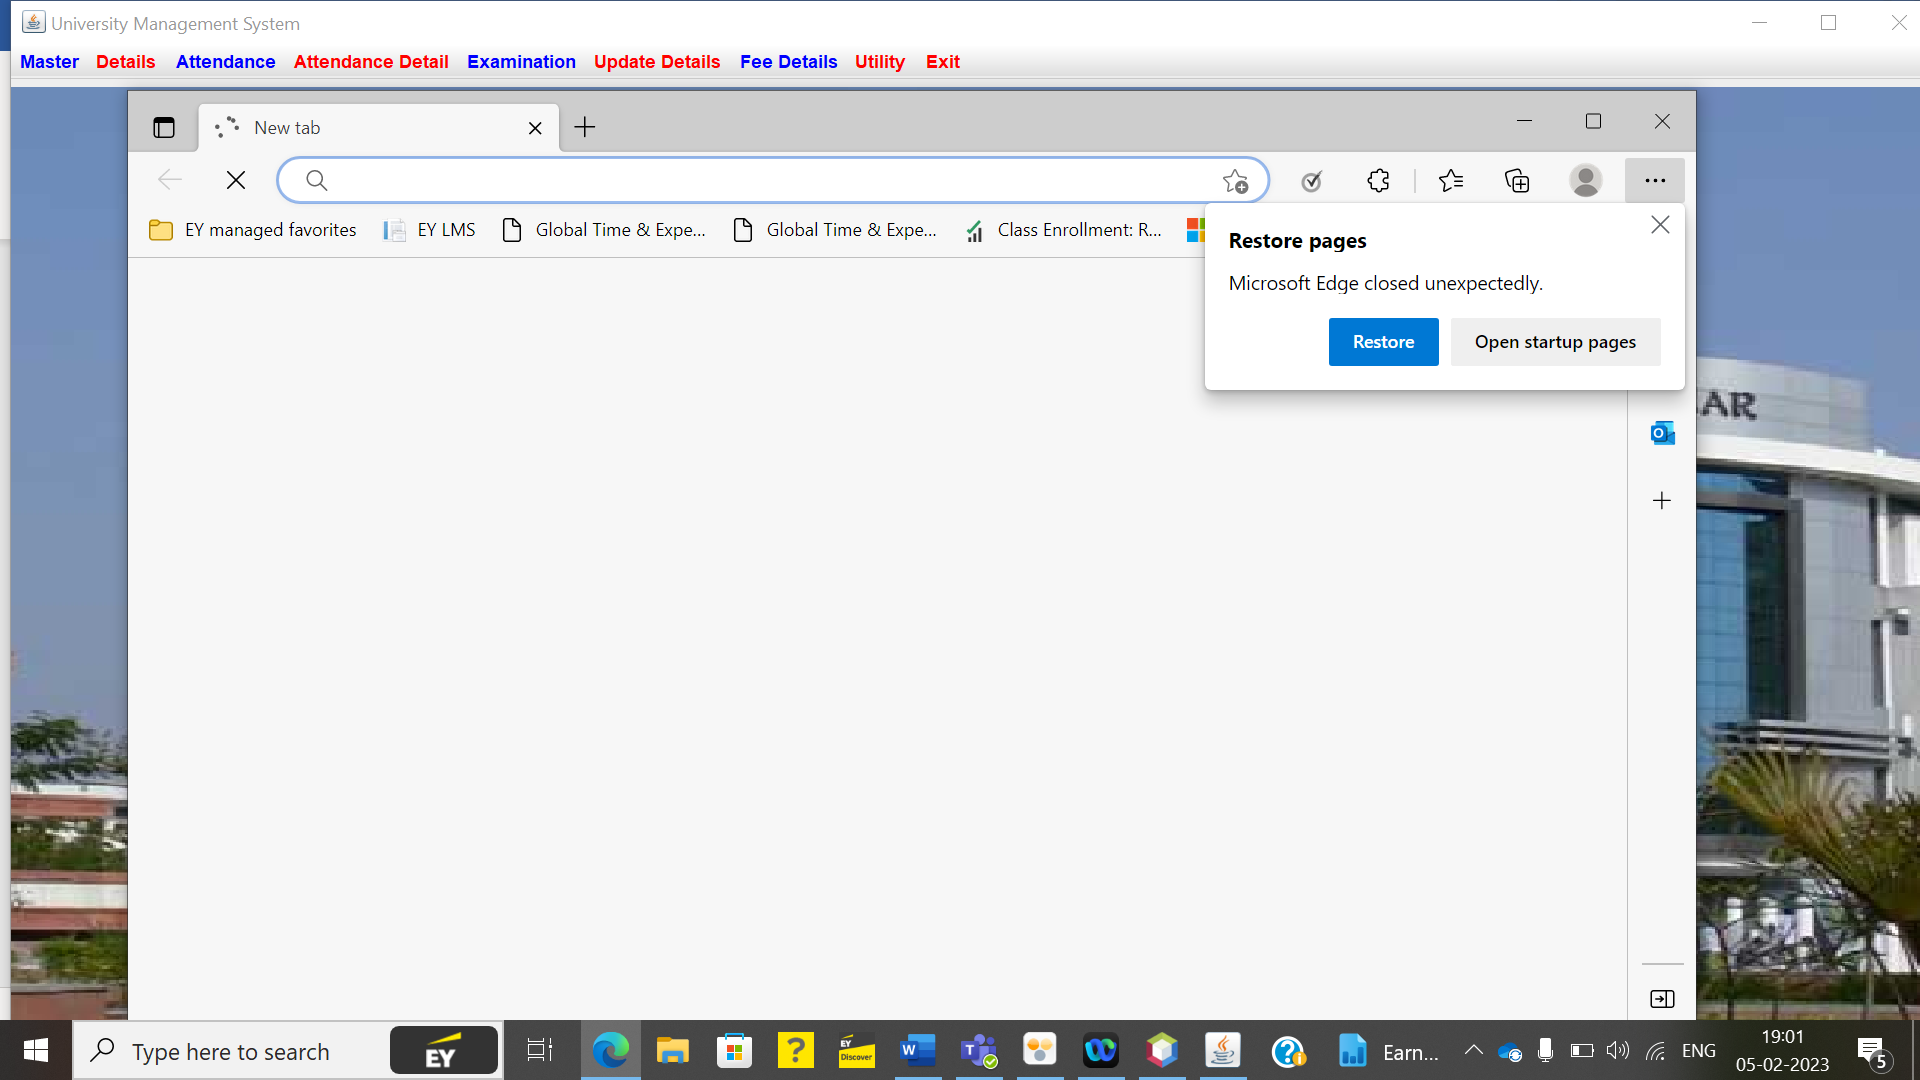 University Management System
Master Details Attendance Attendance Detail Examination Update Details Fee Details Utility Exit
New tab
EY managed favorites EY LMS Global Time & Expe... Global Time & Expe... Class Enrollment: R...
Restore pages
Microsoft Edge closed unexpectedly.
Restore Open startup pages
AR
Type here to search EY EY Discover Earn... ENG 19:01
05-02-2023 5